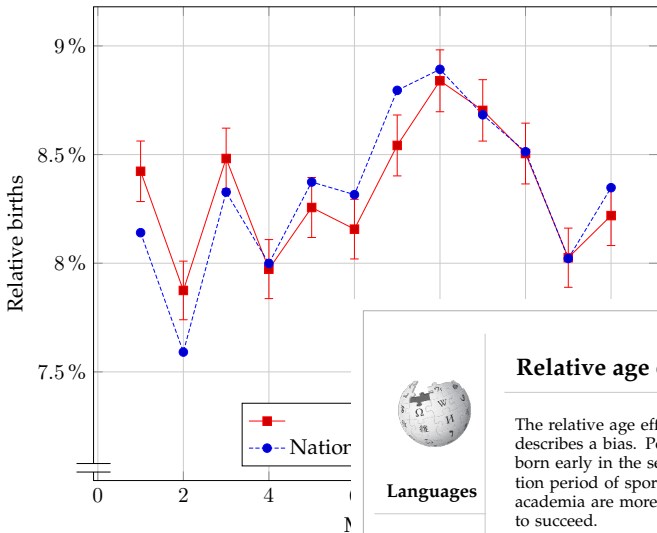 9 %
8.5 %
8 %
7.5 %
Relative births
Nation
0
2
4
Relative age
Languages
The relative age eff
describes a bias. Pe
born early in the se
tion period of spor
academia are more
to succeed.
Ω
W
И